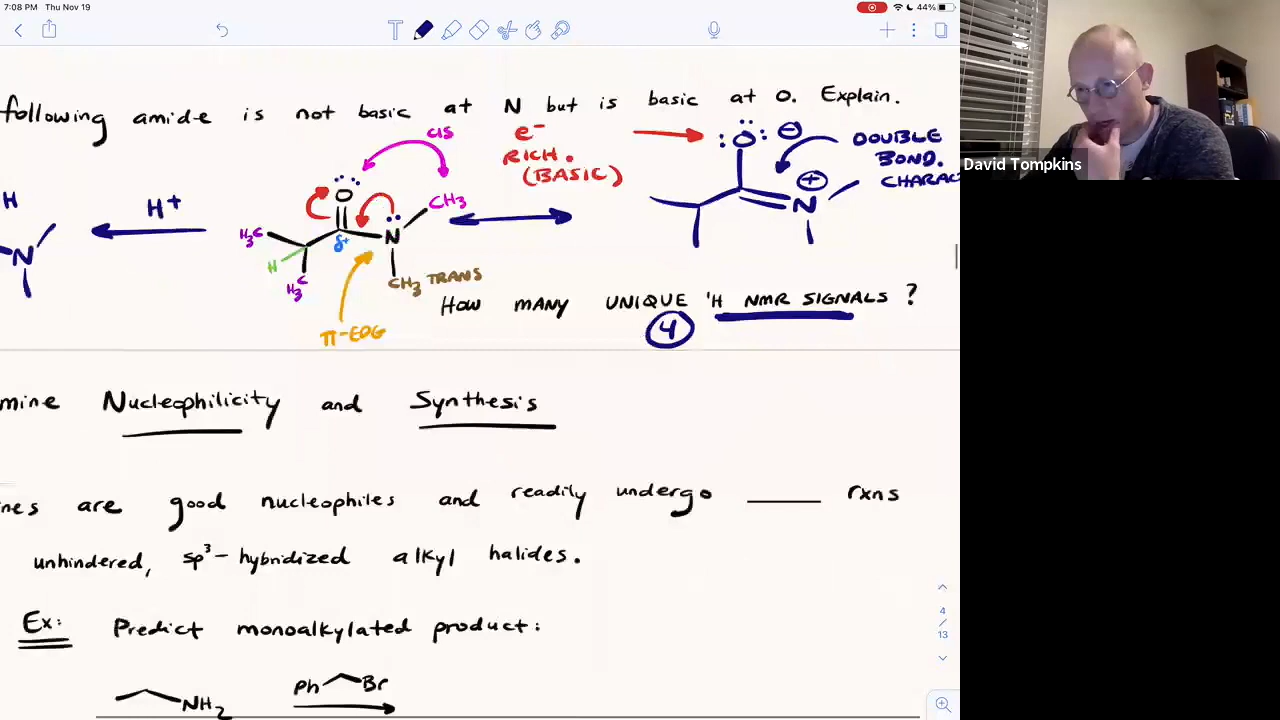 7:08 PM Thu Nov 19
44%
following amide is not basic at N but is basic at O. Explain.
cis
e⁻
RICH.
(BASIC)
:Ö: ⊖
DOUBLE
BOND.
CHARAC
David Tompkins
H
H+
O
CH3
N
⊕
N
H3C
δ+
N
H
H3C
CH3 TRANS
π-EDG
HOW MANY UNIQUE 'H NMR SIGNALS ?
4
mine Nucleophilicity and Synthesis
nes are good nucleophiles and readily undergo ____ rxns
unhindered, sp³-hybridized alkyl halides.
4
/
13
Ex: Predict monoalkylated product:
NH2
Ph Br